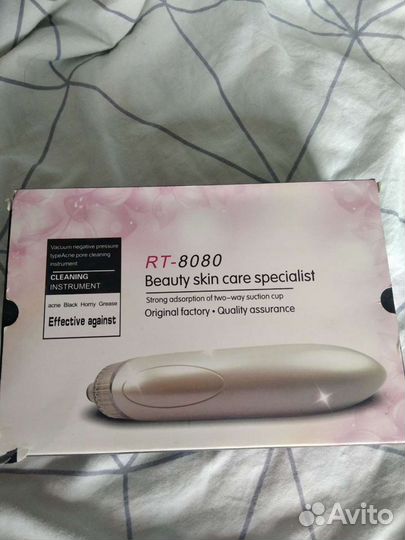 Vacuum negative pressure
typeAcne pore cleaning
instrument
CLEANING
INSTRUMENT
acne Black Horny Grease
Effective against
RT-8080
Beauty skin care specialist
Strong adsorption of two-way suction cup
Original factory • Quality assurance
Avito